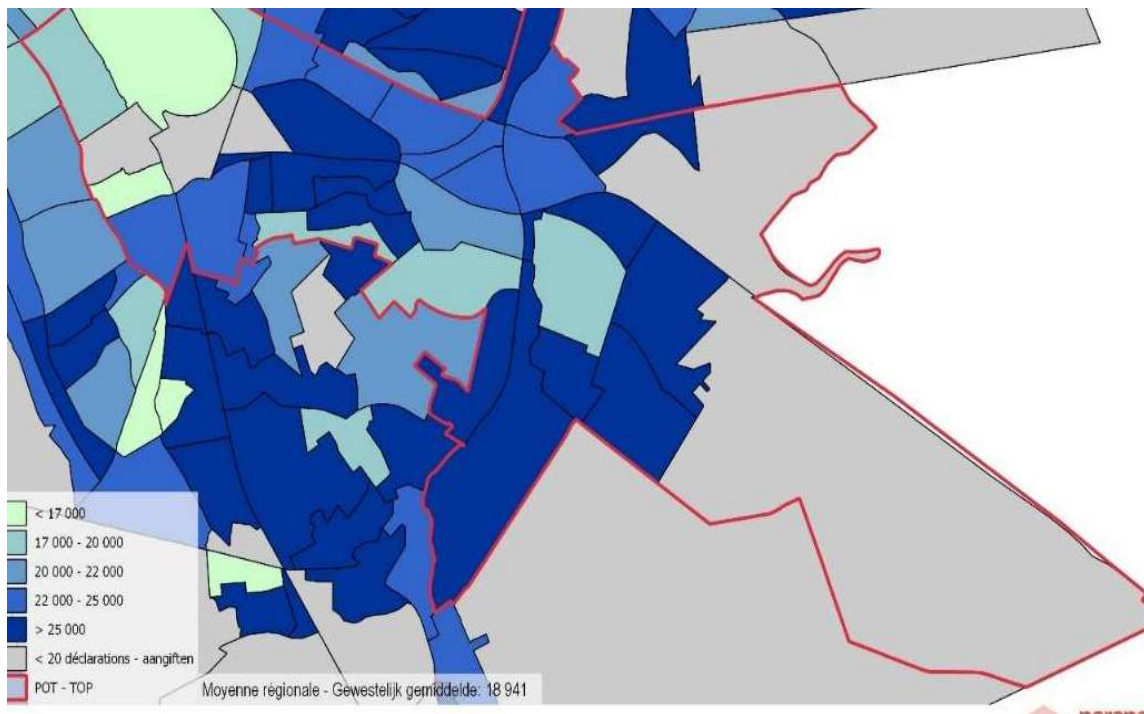 < 17 000
17 000 - 20 000
20 000 - 22 000
22 000 - 25 000
> 25 000
< 20 déclarations - aangiften
POT - TOP
Moyenne régionale - Gewestelijk gemiddelde: 18 941